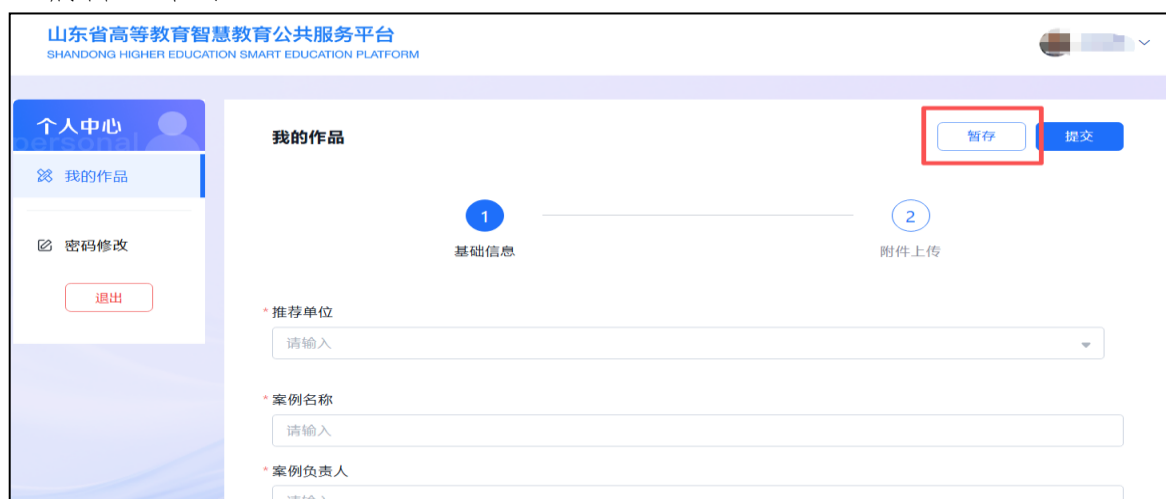 山东省高等教育智慧教育公共服务平台
SHANDONG HIGHER EDUCATION SMART EDUCATION PLATFORM
个人中心
personal
我的作品
密码修改
退出
我的作品
暂存
提交
1
基础信息
2
附件上传
*推荐单位
请输入
*案例名称
请输入
*案例负责人